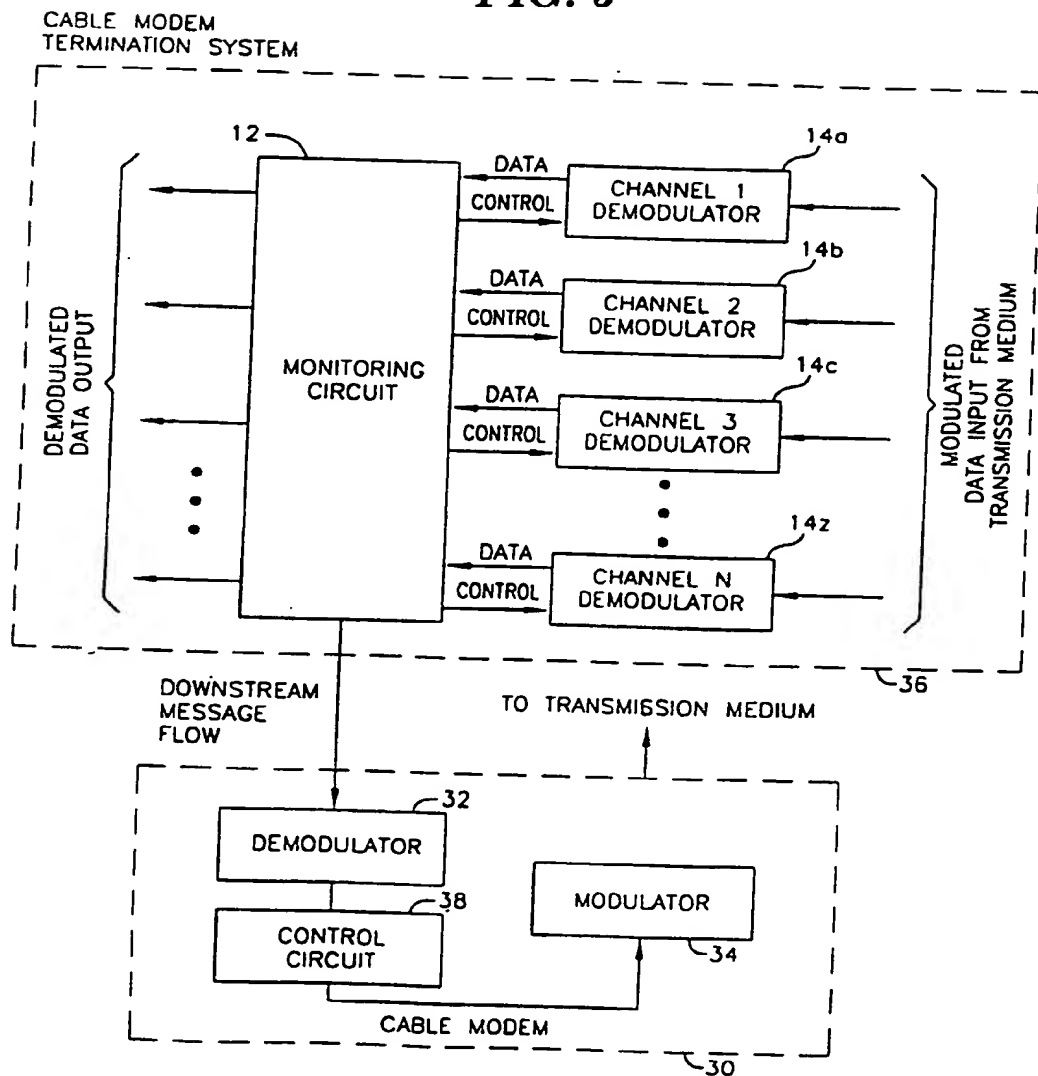 CABLE MODEM
TERMINATION SYSTEM
12
14a
DATA
CONTROL
CHANNEL 1
DEMODULATOR
14b
DATA
CONTROL
CHANNEL 2
DEMODULATOR
DEMODULATED
DATA OUTPUT
MONITORING
CIRCUIT
14c
DATA
CONTROL
CHANNEL 3
DEMODULATOR
MODULATED
DATA INPUT FROM
TRANSMISSION MEDIUM
14z
DATA
CONTROL
CHANNEL N
DEMODULATOR
36
DOWNSTREAM
MESSAGE
FLOW
TO TRANSMISSION MEDIUM
32
DEMODULATOR
38
CONTROL
CIRCUIT
MODULATOR
34
CABLE MODEM
30